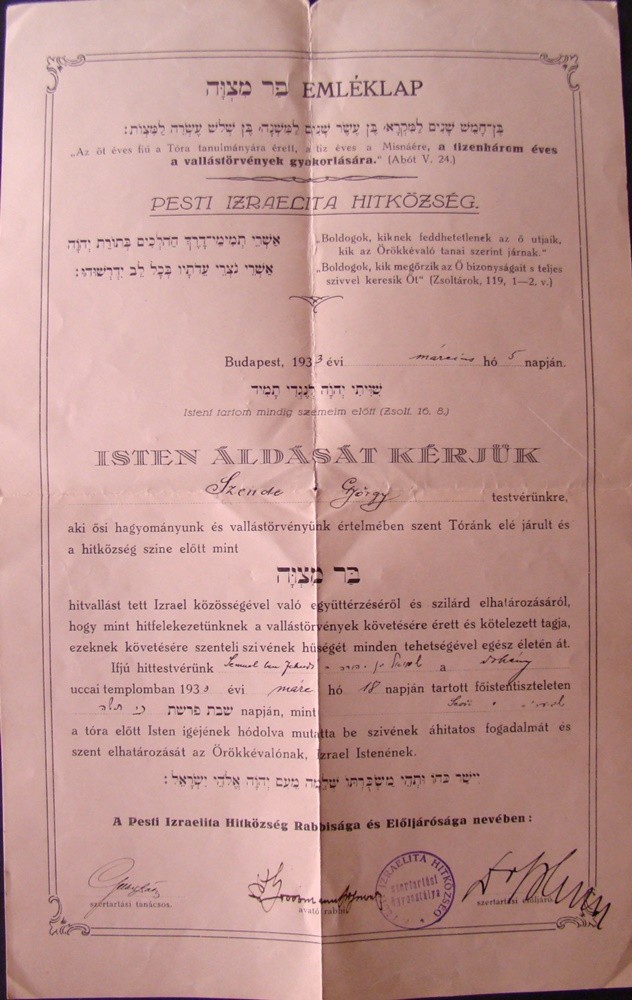 בַּר מִצְוָה EMLÉKLAP
בֶּן־חָמֵשׁ שָׁנִים לַמִּקְרָא, בֶּן עֶשֶׂר שָׁנִים לַמִּשְׁנָה, בֶּן שְׁלֹשׁ עֶשְׂרֵה לַמִּצְוֹת:
„Az öt éves fiú a Tóra tanulmányára érett, a tíz éves a Misnáére, a tizenhárom éves
a vallástörvények gyakorlására." (Abót V. 24.)
PESTI IZRAELITA HITKÖZSÉG.
אַשְׁרֵי תְמִימֵי־דָרֶךְ הַהֹלְכִים בְּתוֹרַת יְהוָה
אַשְׁרֵי נֹצְרֵי עֵדֹתָיו בְּכָל לֵב יִדְרְשׁוּהוּ:
„Boldogok, kiknek feddhetetlenek az ő utjaik,
kik az Örökkévaló tanai szerint járnak."
„Boldogok, kik megőrzik az Ő bizonyságait s teljes
szivvel keresik Őt" (Zsoltárok, 119, 1—2. v.)
Budapest, 1933 évi március hó 5 napján.
שִׁוִּיתִי יְהוָה לְנֶגְדִּי תָמִיד
Istent tartom mindig szemeim előtt (Zsolt. 16. 8.)
ISTEN ÁLDÁSÁT KÉRJÜK
Szende György testvérünkre,
aki ősi hagyományunk és vallástörvényünk értelmében szent Tóránk elé járult és
a hitközség szine előtt mint
בַּר מִצְוָה
hitvallást tett Izrael közösségével való együttérzéséről és szilárd elhatározásáról,
hogy mint hitfelekezetünknek a vallástörvények követésére érett és kötelezett tagja,
ezeknek követésére szenteli szivének hűségét minden tehetségével egész életén át.
Ifjú hittestvérünk a dohány
uccai templomban 1933 évi márc hó 18 napján tartott főistentiszteleten
שבת פרשת כי תשא napján, mint
a tóra előtt Isten igéjének hódolva mutatta be szivének áhitatos fogadalmát és
szent elhatározását az Örökkévalónak, Izrael Istenének.
יִישַׁר כֹּחוֹ וּתְהִי מַשְׂכֻּרְתּוֹ שְׁלֵמָה מֵעִם יְהוָה אֱלֹהֵי יִשְׂרָאֵל:
A Pesti Izraelita Hitközség Rabbisága és Elöljárósága nevében:
szertartási tanácsos.
avató rabbi
IZRAELITA HITKÖZSÉG
szertartási
szertartási elöljáró.